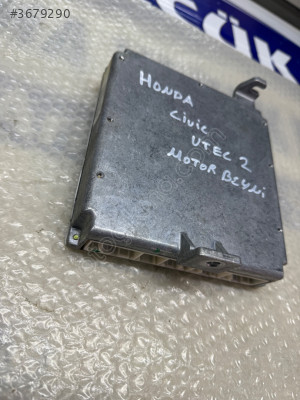 #3679290
HONDA
CiViC
VTEC 2
MOTOR BEYNi